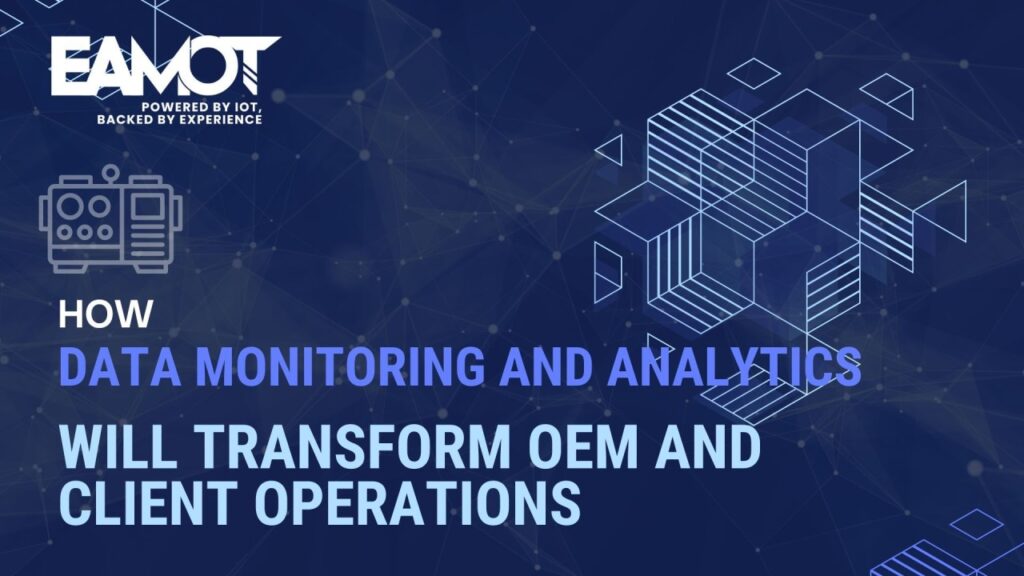 EAMOT
POWERED BY IOT,
BACKED BY EXPERIENCE
HOW
DATA MONITORING AND ANALYTICS
WILL TRANSFORM OEM AND
CLIENT OPERATIONS